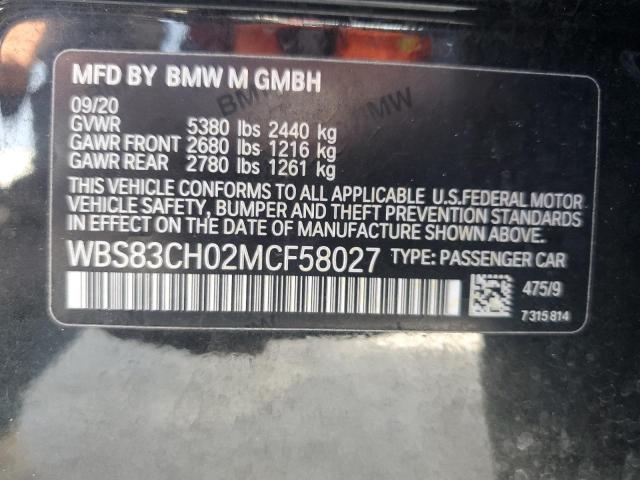 MFD BY BMW M GMBH
09/20
GVWR 5380 lbs 2440 kg
GAWR FRONT 2680 lbs 1216 kg
GAWR REAR 2780 lbs 1261 kg
THIS VEHICLE CONFORMS TO ALL APPLICABLE U.S.FEDERAL MOTOR
VEHICLE SAFETY, BUMPER AND THEFT PREVENTION STANDARDS
IN EFFECT ON THE DATE OF MANUFACTURE SHOWN ABOVE.
WBS83CH02MCF58027 TYPE: PASSENGER CAR
475/9
7 315 814